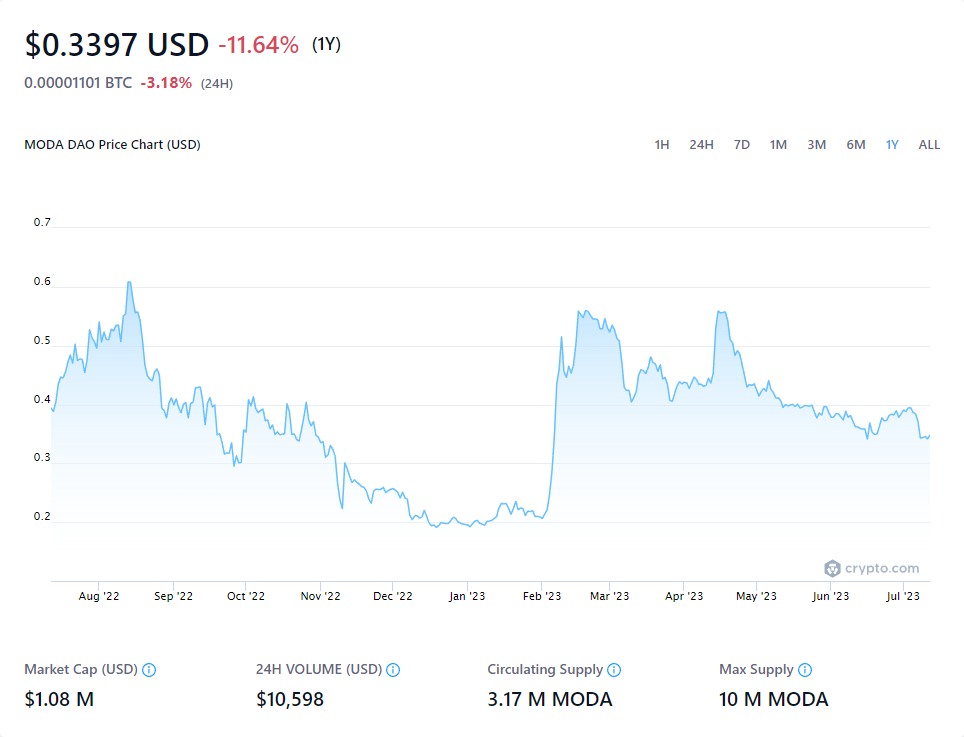 $0.3397 USD -11.64% (1Y)
0.00001101 BTC -3.18% (24H)
MODA DAO Price Chart (USD) 1H 24H 7D 1M 3M 6M 1Y ALL
0.7
0.6
0.5
0.4
0.3
0.2
crypto.com
Aug '22 Sep '22 Oct '22 Nov '22 Dec '22 Jan '23 Feb '23 Mar '23 Apr '23 May '23 Jun '23 Jul '23
Market Cap (USD) 24H VOLUME (USD) Circulating Supply Max Supply
$1.08 M $10,598 3.17 M MODA 10 M MODA